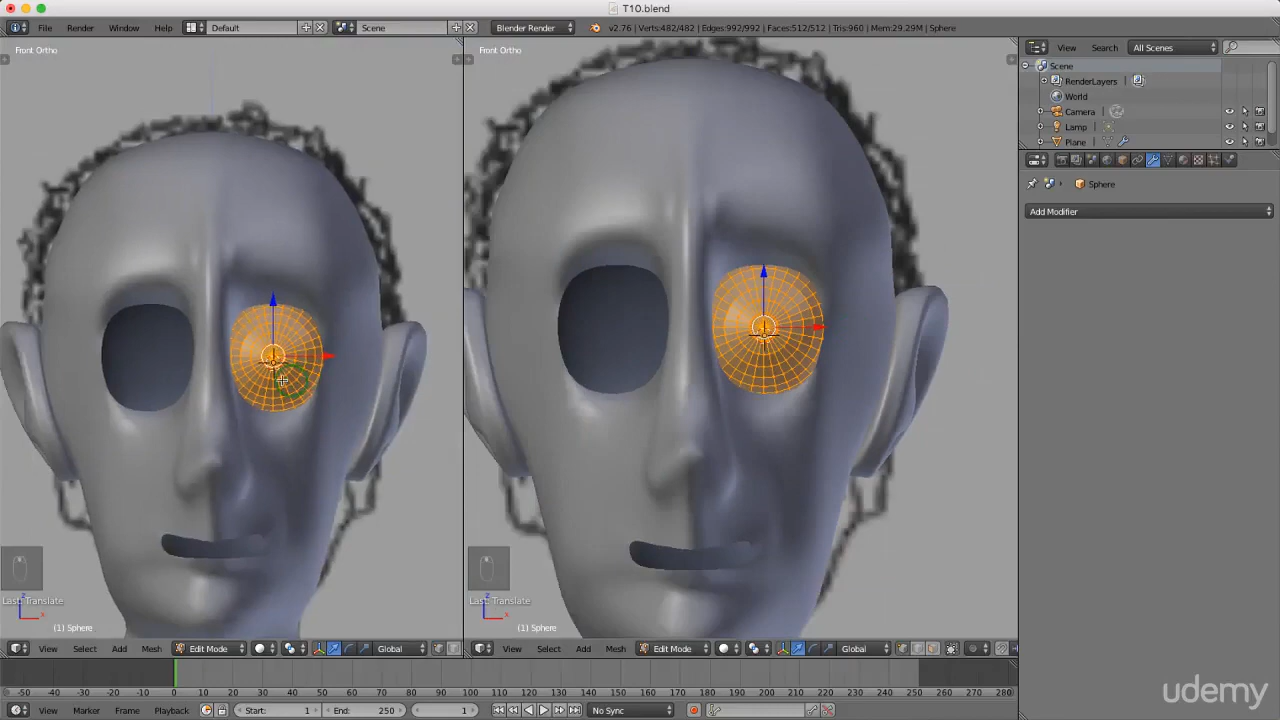 T10.blend
File Render Window Help Default Scene Blender Render v2.76 | Verts:482/482 | Edges:992/992 | Faces:512/512 | Tris:960 | Mem:29.29M | Sphere
Front Ortho Front Ortho View Search All Scenes
Scene
RenderLayers
World
Camera
Lamp
Plane
Sphere
Add Modifier
Last: Translate Last: Translate
z x z x
(1) Sphere (1) Sphere
View Select Add Mesh Edit Mode Global View Select Add Mesh Edit Mode Global
-50 -40 -30 -20 -10 0 10 20 30 40 50 60 70 80 90 100 110 120 130 140 150 160 170 180 190 200 210 220 230 240 250 260 270 280
View Marker Frame Playback Start: 1 End: 250 1 No Sync
udemy